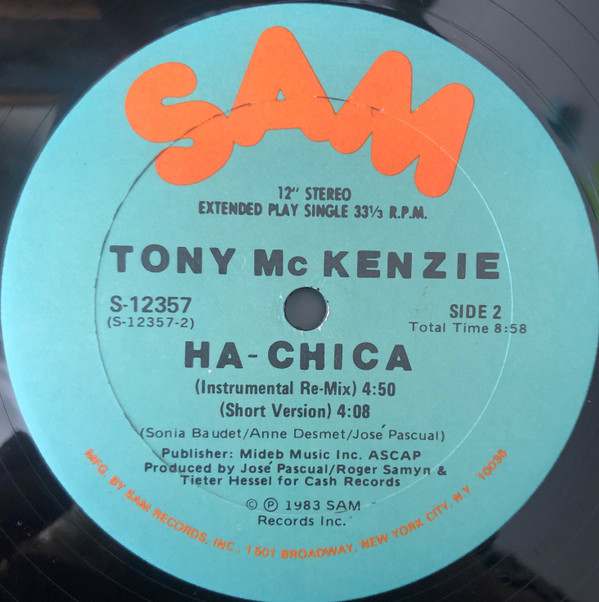 SAM
12" STEREO
EXTENDED PLAY SINGLE 33⅓ R.P.M.
TONY Mc KENZIE
S-12357
(S-12357-2)
SIDE 2
Total Time 8:58
HA-CHICA
(Instrumental Re-Mix) 4:50
(Short Version) 4:08
(Sonia Baudet/Anne Desmet/José Pascual)
Publisher: Mideb Music Inc. ASCAP
Produced by José Pascual/Roger Samyn &
Tieter Hessel for Cash Records
© ℗ 1983 SAM
Records Inc.
MFG. BY SAM RECORDS, INC., 1501 BROADWAY, NEW YORK CITY, N.Y. 10036